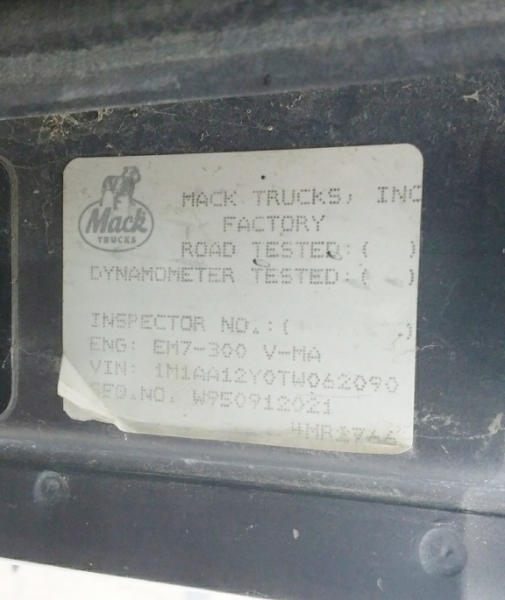 Mack
TRUCKS
MACK TRUCKS, INC
FACTORY
ROAD TESTED:( )
DYNAMOMETER TESTED:( )
INSPECTOR NO.:( )
ENG: EM7-300 V-MA
VIN: 1M1AA12Y0TW062090
SEQ.NO. W950912021
4MR2766